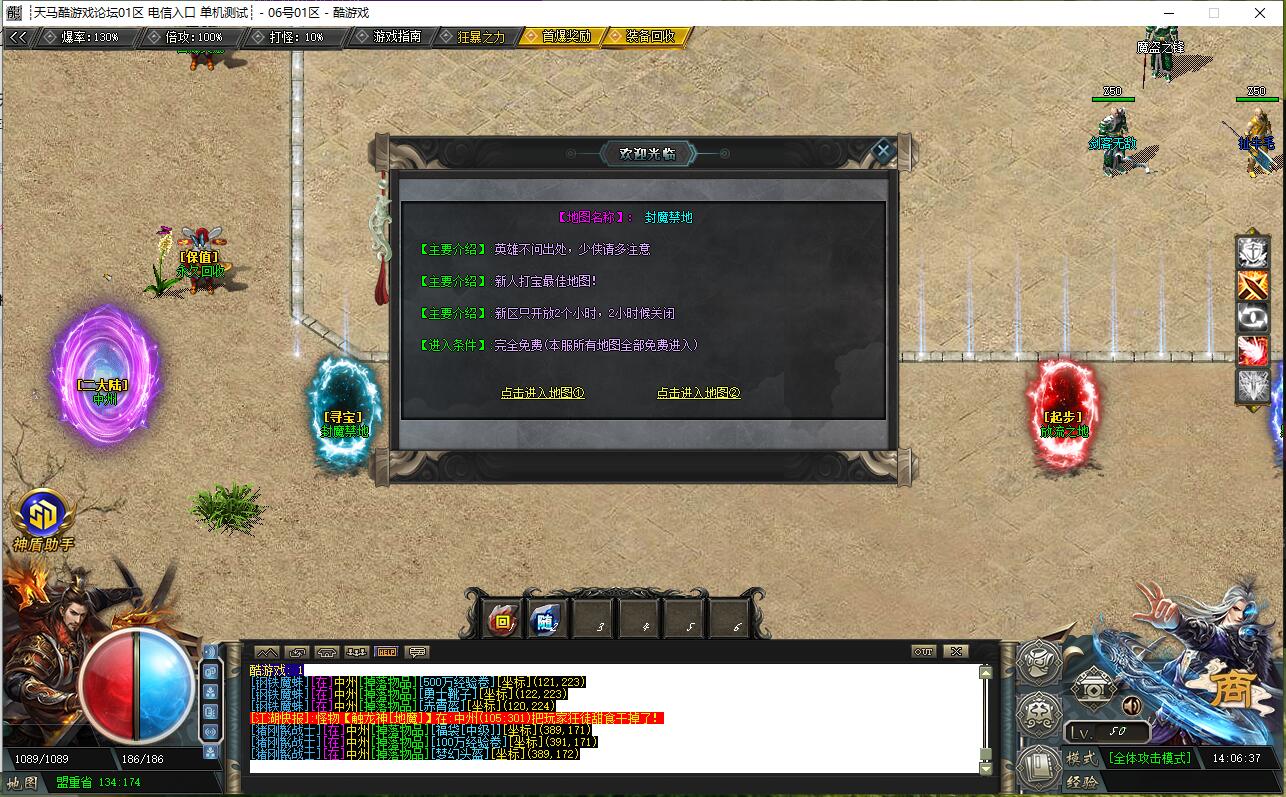 天马酷游戏论坛01区 电信入口 单机测试 - 06号01区 - 酷游戏
爆率:130%
倍攻:100%
打怪: 10%
游戏指南
狂暴之力
首爆奖励
装备回收
魔盗之锋
250
250
剑客无敌
扯牛毛
欢迎光临
【地图名称】: 封魔禁地
【主要介绍】 英雄不问出处，少侠请多注意
【主要介绍】 新人打宝最佳地图!
【主要介绍】 新区只开放2个小时，2小时候关闭
【进入条件】 完全免费(本服所有地图全部免费进入)
点击进入地图① 点击进入地图②
[保值]
永久回收
[二大陆]
中州
[寻宝]
封魔禁地
[起步]
放流之地
神盾助手
回 1
随 2
3
4
5
6
HELP
OUT
酷游戏: 1
[钢铁魔蛛][在]中州[掉落物品][500万经验卷][坐标](121,223)
[钢铁魔蛛][在]中州[掉落物品][勇士靴子][坐标](122,223)
[钢铁魔蛛][在]中州[掉落物品][赤霄盔][坐标](120,224)
[江湖快报]:怪物【触龙神[地魔]】在:中州(105:301)把玩家狂徒甜食干掉了!
[猪刚鬣战士][在]中州[掉落物品][福袋[中级]][坐标](389,171)
[猪刚鬣战士][在]中州[掉落物品][100万经验卷][坐标](391,171)
[猪刚鬣战士][在]中州[掉落物品][梦幻头盔][坐标](389,172)
商
Lv. 50
1089/1089
186/186
模式 [全体攻击模式]
14:06:37
地图
盟重省 134:174
经验